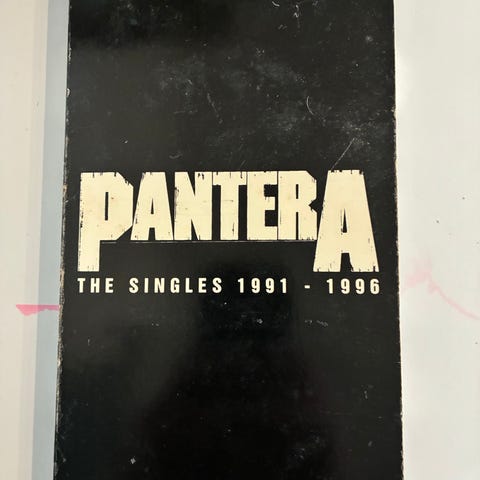 PANTERA
THE SINGLES 1991 - 1996